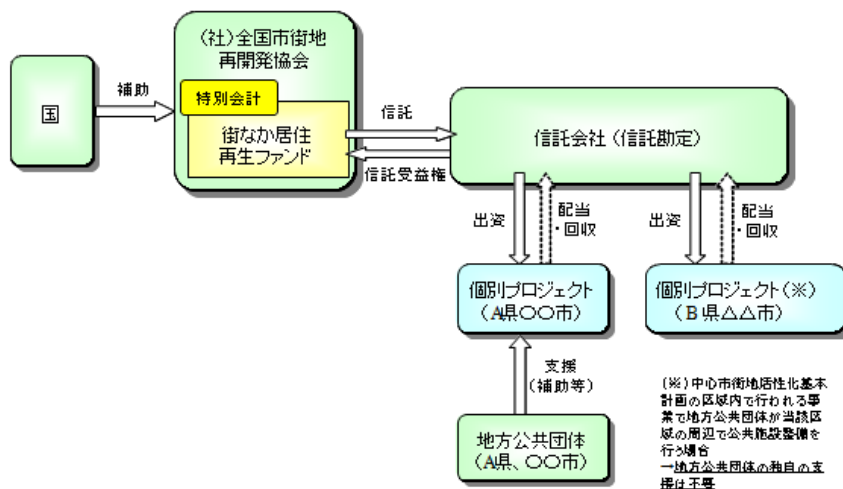 国
補助
(社)全国市街地
再開発協会
特別会計
街なか居住
再生ファンド
信託
信託受益権
信託会社(信託勘定)
出資
配当
・回収
出資
配当
・回収
個別プロジェクト
(A県〇〇市)
個別プロジェクト(※)
(B県△△市)
支援
(補助等)
地方公共団体
(A県、〇〇市)
(※)中心市街地活性化基本
計画の区域内で行われる事
業で地方公共団体が当該区
域の周辺で公共施設整備を
行う場合
→地方公共団体の独自の支
援は不要